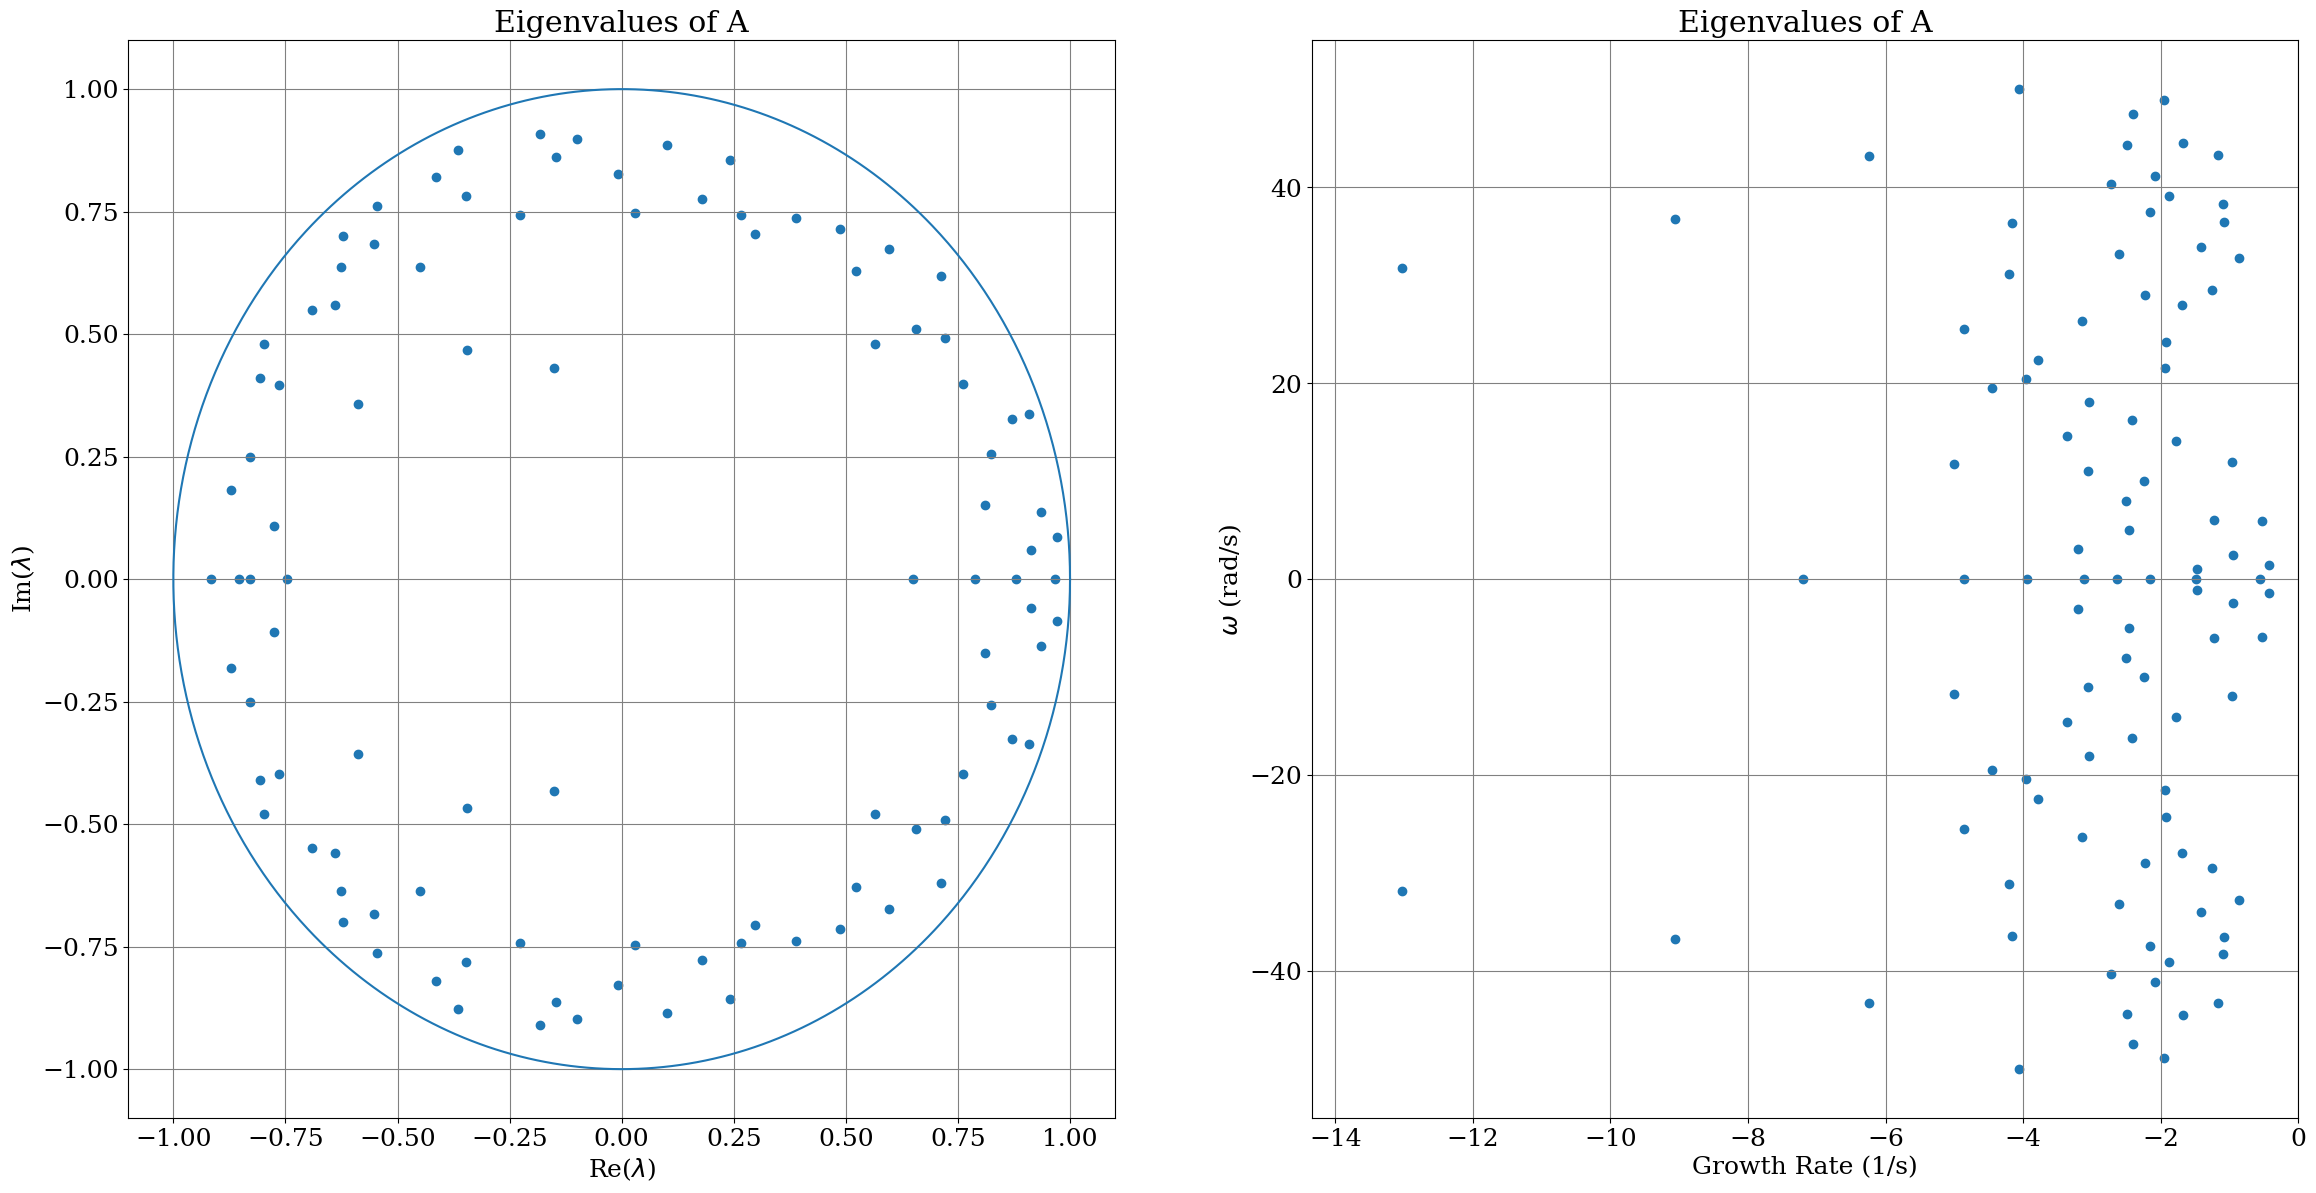 Eigenvalues of A
1.00
0.75
0.50
0.25
0.00
−0.25
−0.50
−0.75
−1.00
Im(λ)
−1.00 −0.75 −0.50 −0.25 0.00 0.25 0.50 0.75 1.00
Re(λ)
Eigenvalues of A
40
20
0
−20
−40
ω (rad/s)
−14 −12 −10 −8 −6 −4 −2 0
Growth Rate (1/s)